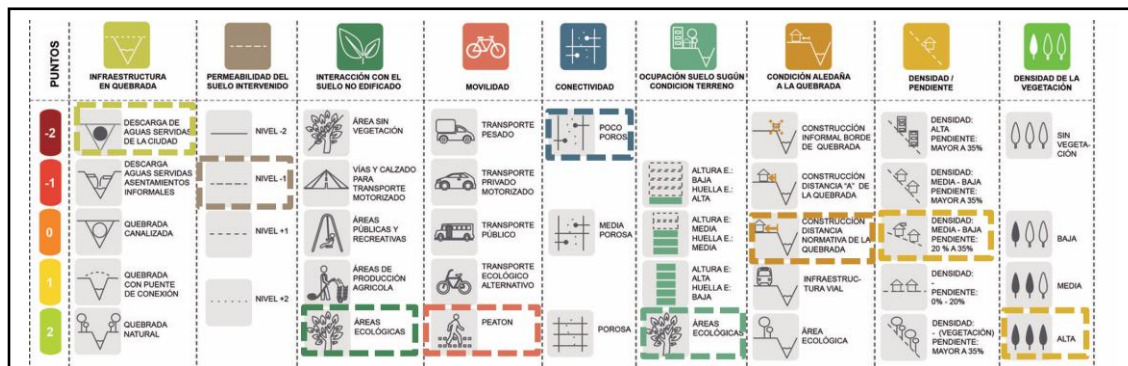 PUNTOS
INFRAESTRUCTURA
EN QUEBRADA
PERMEABILIDAD DEL
SUELO INTERVENIDO
INTERACCIÓN CON EL
SUELO NO EDIFICADO
MOVILIDAD
CONECTIVIDAD
OCUPACIÓN SUELO SUGÚN
CONDICION TERRENO
CONDICIÓN ALEDAÑA
A LA QUEBRADA
DENSIDAD /
PENDIENTE
DENSIDAD DE LA
VEGETACIÓN
-2
DESCARGA DE
AGUAS SERVIDAS
DE LA CIUDAD
NIVEL -2
ÁREA SIN
VEGETACIÓN
TRANSPORTE
PESADO
POCO
POROSA
CONSTRUCCIÓN
INFORMAL BORDE
DE QUEBRADA
DENSIDAD:
ALTA
PENDIENTE:
MAYOR A 35%
SIN
VEGETA-
CIÓN
-1
DESCARGA
AGUAS SERVIDAS
ASENTAMIENTOS
INFORMALES
NIVEL -1
VÍAS Y CALZADO
PARA
TRANSPORTE
MOTORIZADO
TRANSPORTE
PRIVADO
MOTORIZADO
ALTURA E.:
BAJA
HUELLA E.:
ALTA
CONSTRUCCIÓN
DISTANCIA "A" DE
LA QUEBRADA
DENSIDAD:
MEDIA - BAJA
PENDIENTE:
MAYOR A 35%
0
QUEBRADA
CANALIZADA
NIVEL +1
ÁREAS
PÚBLICAS Y
RECREATIVAS
TRANSPORTE
PÚBLICO
MEDIA
POROSA
ALTURA E:
MEDIA
HUELLA E.:
MEDIA
CONSTRUCCIÓN
DISTANCIA
NORMATIVA DE LA
QUEBRADA
DENSIDAD:
MEDIA - BAJA
PENDIENTE:
20 % A 35%
BAJA
1
QUEBRADA
CON PUENTE
DE CONEXIÓN
NIVEL +2
ÁREAS DE
PRODUCCIÓN
AGRICOLA
TRANSPORTE
ECOLÓGICO
ALTERNATIVO
ALTURA E:
ALTA
HUELLA E:
BAJA
INFRAESTRUC-
TURA VIAL
DENSIDAD:
-
PENDIENTE:
0% - 20%
MEDIA
2
QUEBRADA
NATURAL
ÁREAS
ECOLÓGICAS
PEATON
POROSA
ÁREAS
ECOLÓGICAS
ÁREA
ECOLÓGICA
DENSIDAD:
- (VEGETACIÓN)
PENDIENTE:
MAYOR A 35%
ALTA